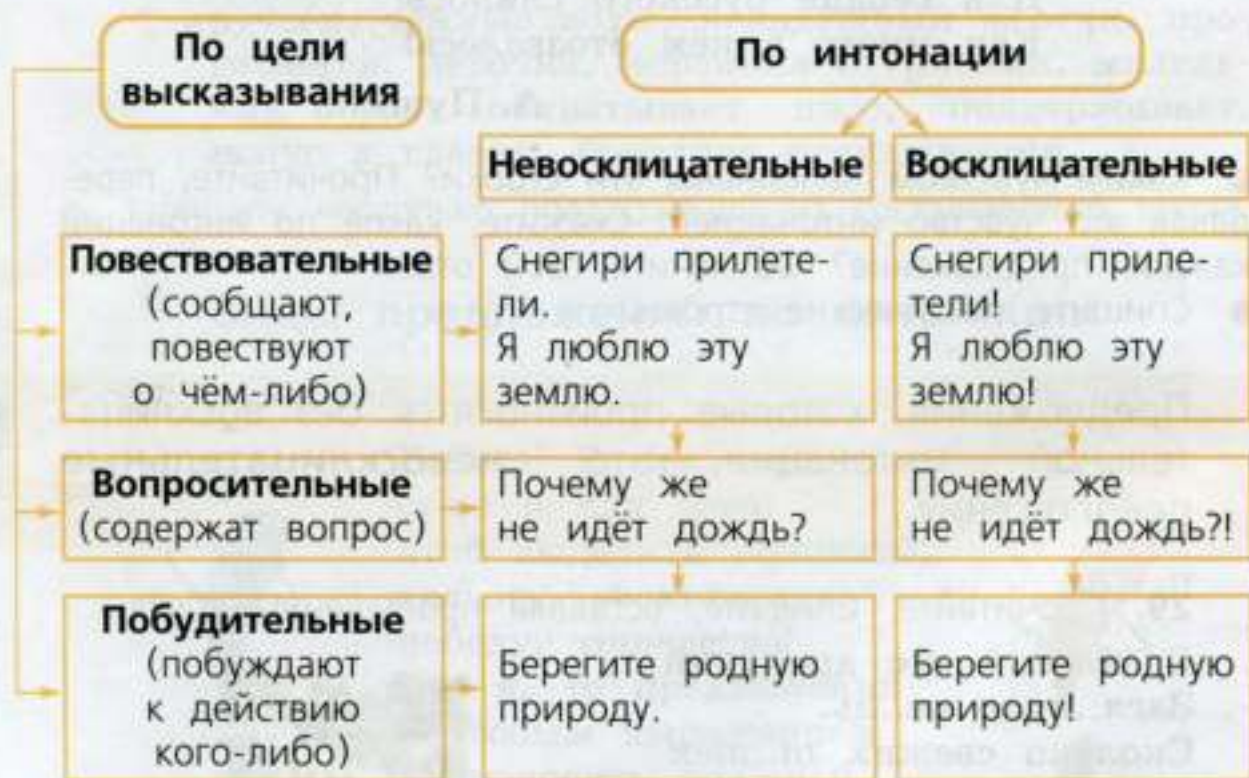 По цели
высказывания
По интонации
Невосклицательные
Восклицательные
Повествовательные
(сообщают,
повествуют
о чём-либо)
Снегири прилете-
ли.
Я люблю эту
землю.
Снегири приле-
тели!
Я люблю эту
землю!
Вопросительные
(содержат вопрос)
Почему же
не идёт дождь?
Почему же
не идёт дождь?!
Побудительные
(побуждают
к действию
кого-либо)
Берегите родную
природу.
Берегите родную
природу!